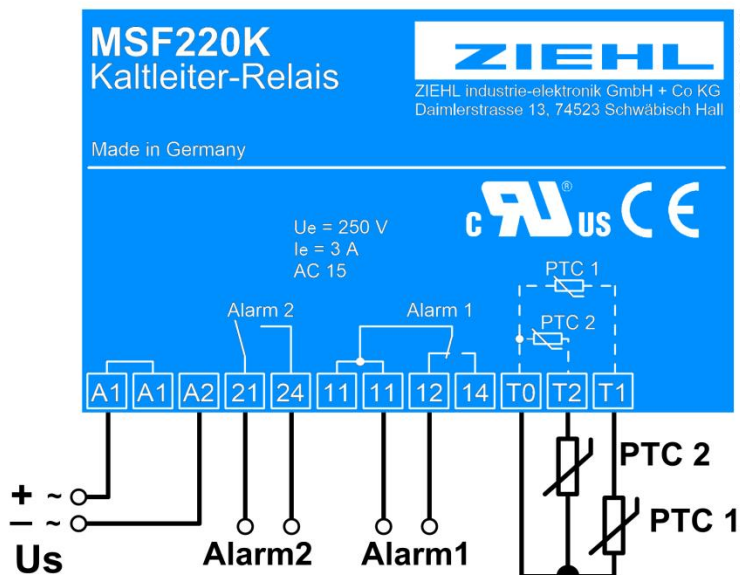 MSF220K
Kaltleiter-Relais
ZIEHL
ZIEHL industrie-elektronik GmbH + Co KG
Daimlerstrasse 13, 74523 Schwäbisch Hall
Made in Germany
Ue = 250 V
Ie = 3 A
AC 15
c RU ® US CE
PTC 1
PTC 2
Alarm 2
Alarm 1
A1 A1 A2 21 24 11 11 12 14 T0 T2 T1
+ ~
− ~
Us
Alarm2
Alarm1
PTC 2
PTC 1